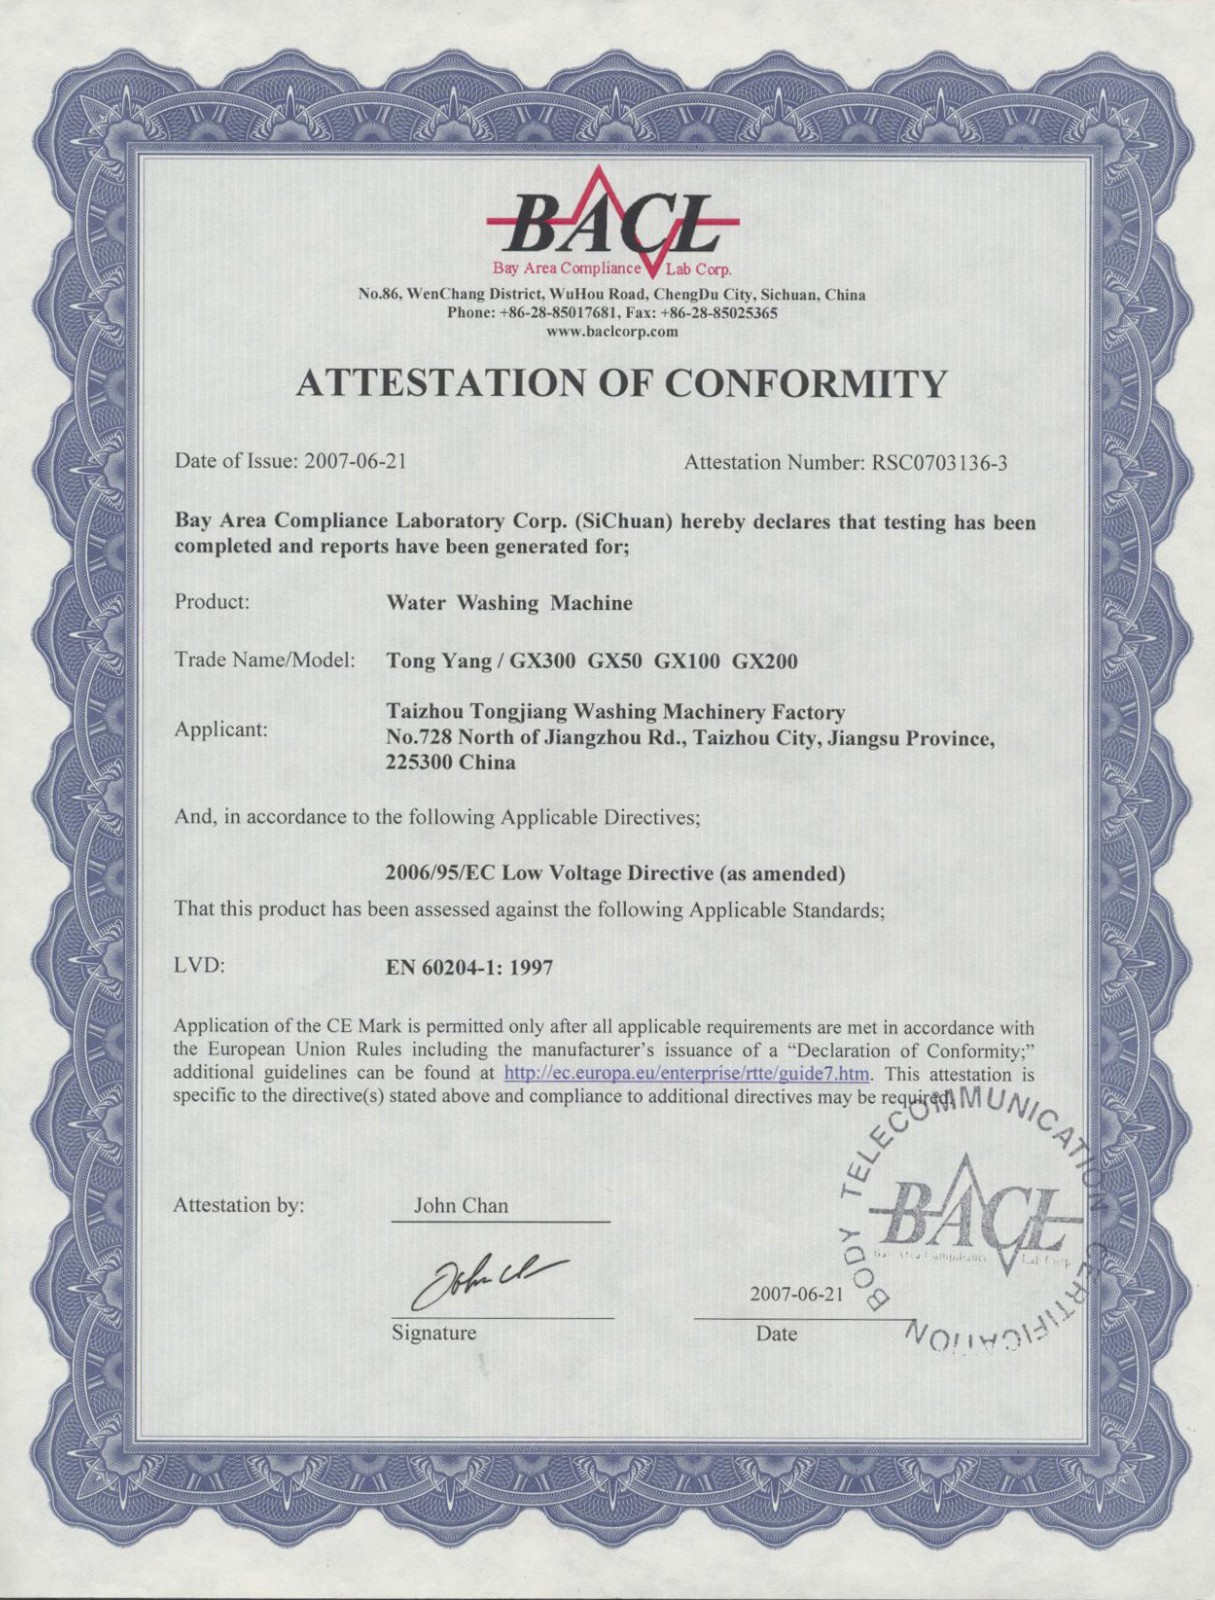 BACL
Bay Area Compliance Lab Corp.
No.86, WenChang District, WuHou Road, ChengDu City, Sichuan, China
Phone: +86-28-85017681, Fax: +86-28-85025365
www.baclcorp.com
ATTESTATION OF CONFORMITY
Date of Issue: 2007-06-21 Attestation Number: RSC0703136-3
Bay Area Compliance Laboratory Corp. (SiChuan) hereby declares that testing has been
completed and reports have been generated for;
Product: Water Washing Machine
Trade Name/Model: Tong Yang / GX300 GX50 GX100 GX200
Applicant: Taizhou Tongjiang Washing Machinery Factory
No.728 North of Jiangzhou Rd., Taizhou City, Jiangsu Province,
225300 China
And, in accordance to the following Applicable Directives;
2006/95/EC Low Voltage Directive (as amended)
That this product has been assessed against the following Applicable Standards;
LVD: EN 60204-1: 1997
Application of the CE Mark is permitted only after all applicable requirements are met in accordance with
the European Union Rules including the manufacturer's issuance of a “Declaration of Conformity;”
additional guidelines can be found at http://ec.europa.eu/enterprise/rtte/guide7.htm. This attestation is
specific to the directive(s) stated above and compliance to additional directives may be required.
Attestation by: John Chan
John Ch
2007-06-21
Signature Date
TELECOMMUNICATION CERTIFICATION BODY
BACL
Bay Area Compliance Lab Corp